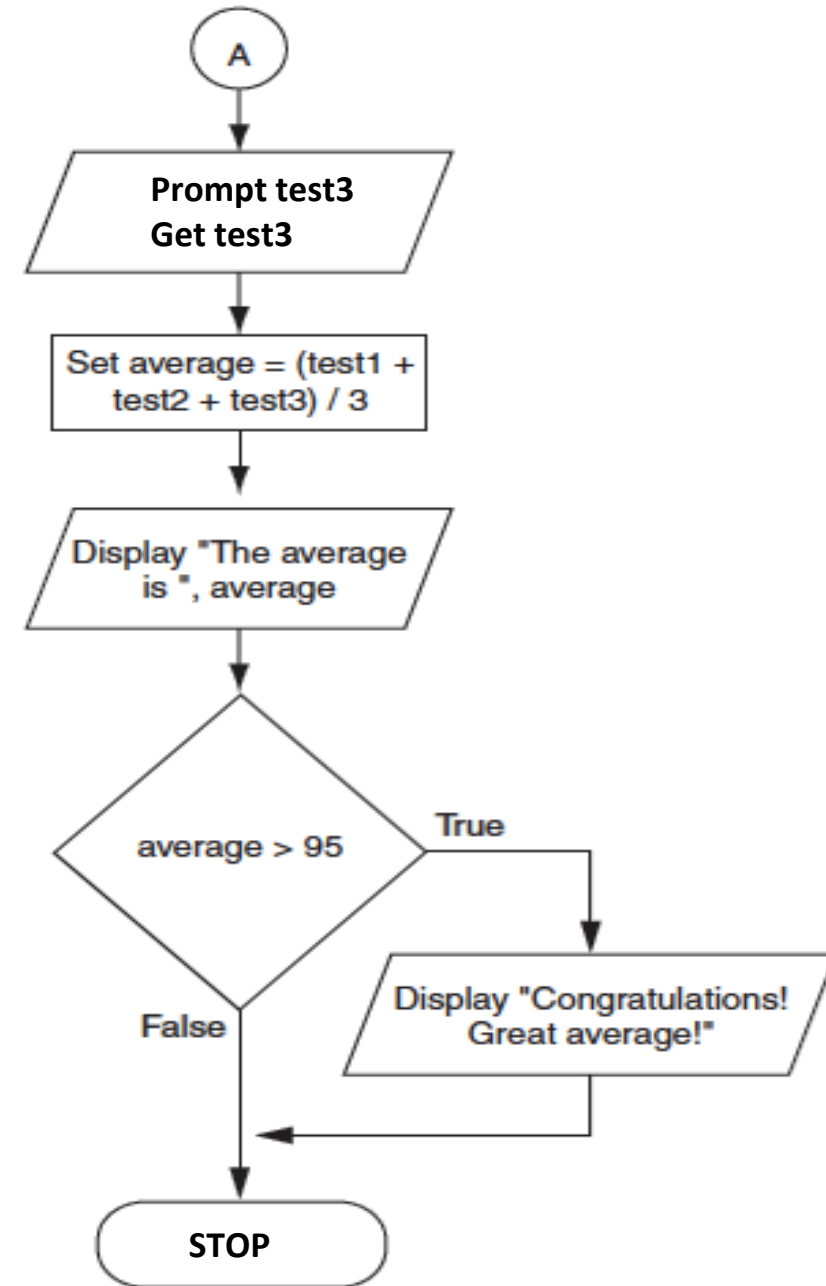 A
Prompt test3
Get test3
Set average = (test1 +
test2 + test3) / 3
Display "The average
is ", average
average > 95
True
Display "Congratulations!
Great average!"
False
STOP